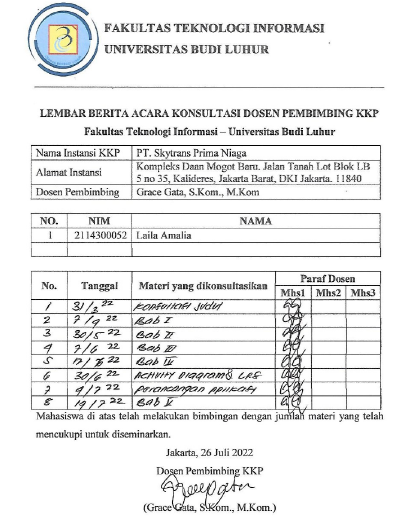 FAKULTAS TEKNOLOGI INFORMASI
UNIVERSITAS BUDI LUHUR
LEMBAR BERITA ACARA KONSULTASI DOSEN PEMBIMBING KKP
Fakultas Teknologi Informasi – Universitas Budi Luhur
Nama Instansi KKP PT. Skytrans Prima Niaga
Alamat Instansi Kompleks Daan Mogot Baru. Jalan Tanah Lot Blok LB
5 no 35, Kalideres, Jakarta Barat, DKI Jakarta. 11840
Dosen Pembimbing Grace Gata, S.Kom., M.Kom
NO. NIM NAMA
1 2114300052 Laila Amalia
No. Tanggal Materi yang dikonsultasikan Paraf Dosen
Mhs1 Mhs2 Mhs3
1 31/3 22 Konsultasi Judul
2 7/4 22 Bab I
3 30/5 22 Bab II
4 7/6 22 Bab III
5 22 Bab IV
6 30/6 22 Activity Diagram & LRS
7 4/7 22 Perancangan Aplikasi
8 19/7 22 Bab V
Mahasiswa di atas telah melakukan bimbingan dengan jumlah materi yang telah
mencukupi untuk diseminarkan.
Jakarta, 26 Juli 2022
Dosen Pembimbing KKP
(Grace Gata, S.Kom., M.Kom.)